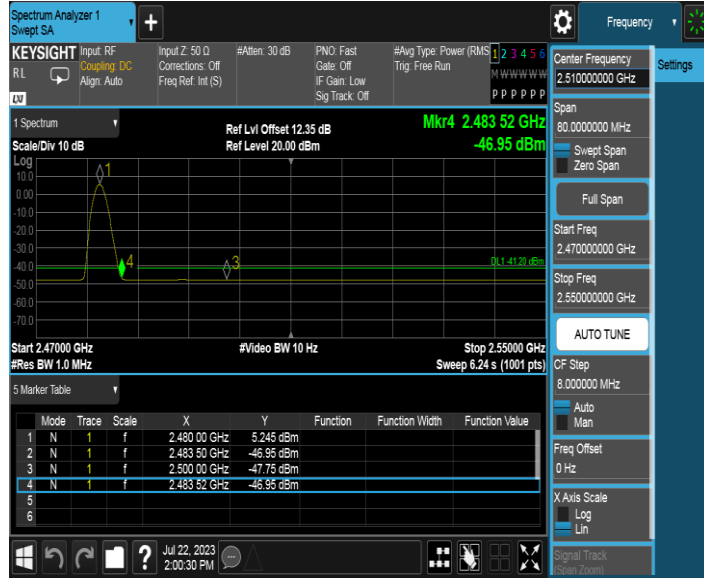 Spectrum Analyzer 1
Swept SA
+
Frequency
KEYSIGHT
RL
LXI
Input: RF
Coupling: DC
Align: Auto
Input Z: 50 Ω
Corrections: Off
Freq Ref: Int (S)
#Atten: 30 dB
PNO: Fast
Gate: Off
IF Gain: Low
Sig Track: Off
#Avg Type: Power (RMS
Trig: Free Run
1 2 3 4 5 6
M W W W W W
P P P P P P
1 Spectrum
Scale/Div 10 dB
Ref Lvl Offset 12.35 dB
Ref Level 20.00 dBm
Mkr4 2.483 52 GHz
-46.95 dBm
Log
10.0
0.00
-10.0
-20.0
-30.0
-40.0
-50.0
-60.0
-70.0
1
4
3
DL1 -41.20 dBm
Start 2.47000 GHz
#Res BW 1.0 MHz
#Video BW 10 Hz
Stop 2.55000 GHz
Sweep 6.24 s (1001 pts)
5 Marker Table
Mode Trace Scale X Y Function Function Width Function Value
1 N 1 f 2.480 00 GHz 5.245 dBm
2 N 1 f 2.483 50 GHz -46.95 dBm
3 N 1 f 2.500 00 GHz -47.75 dBm
4 N 1 f 2.483 52 GHz -46.95 dBm
5
6
?
Jul 22, 2023
2:00:30 PM
Center Frequency
2.510000000 GHz
Settings
Span
80.0000000 MHz
Swept Span
Zero Span
Full Span
Start Freq
2.470000000 GHz
Stop Freq
2.550000000 GHz
AUTO TUNE
CF Step
8.000000 MHz
Auto
Man
Freq Offset
0 Hz
X Axis Scale
Log
Lin
Signal Track
(Span Zoom)